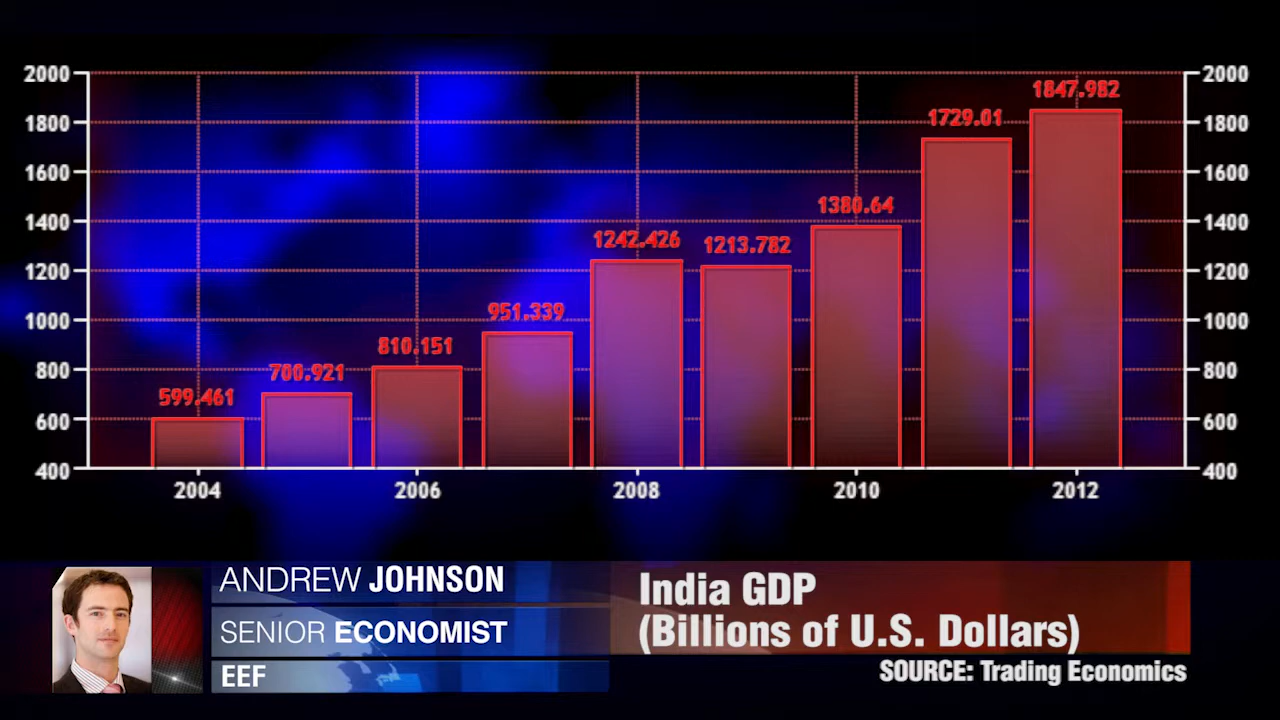 2000 2000
1847.982
1729.01
1800 1800
1600 1600
1380.64
1400 1400
1242.426 1213.782
1200 1200
951.339
1000 1000
810.151
700.921
800 800
599.461
600 600
400 400
2004 2006 2008 2010 2012
ANDREW JOHNSON
SENIOR ECONOMIST
EEF
India GDP
(Billions of U.S. Dollars)
SOURCE: Trading Economics